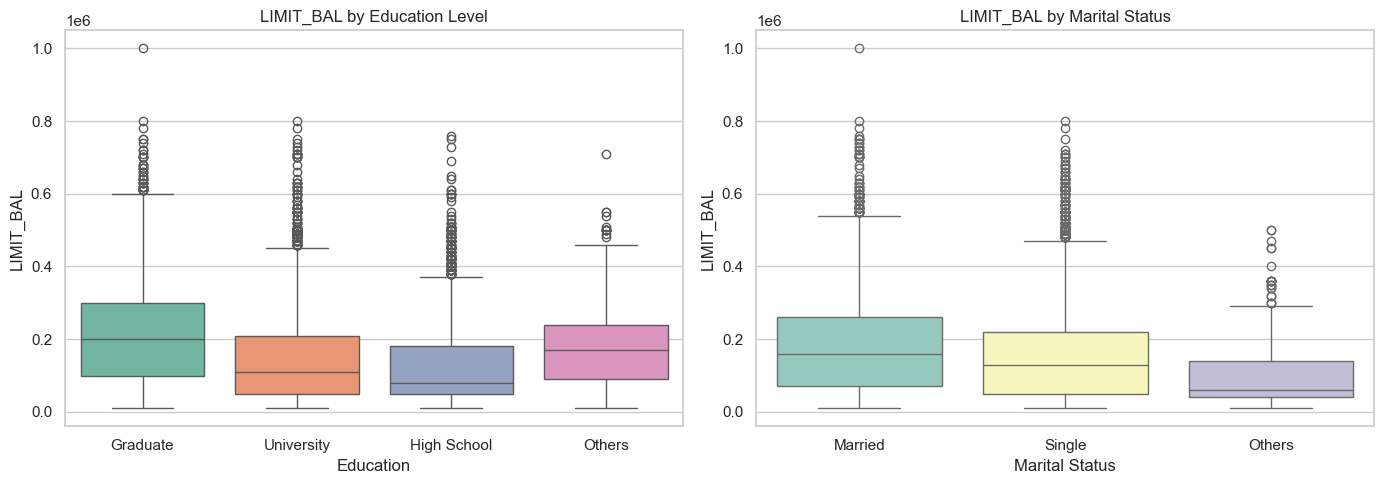 LIMIT_BAL by Education Level
1e6
1.0
0.8
0.6
0.4
0.2
0.0
LIMIT_BAL
Graduate University High School Others
Education
LIMIT_BAL by Marital Status
1e6
1.0
0.8
0.6
0.4
0.2
0.0
LIMIT_BAL
Married Single Others
Marital Status